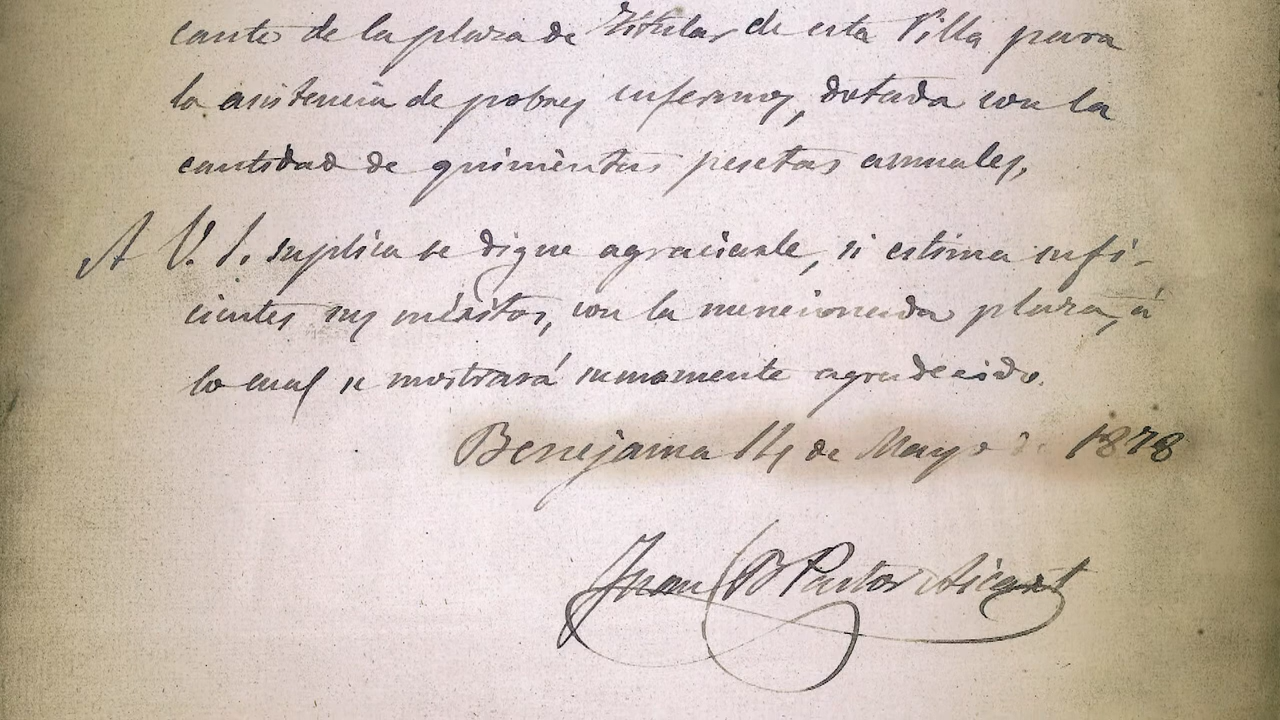 cante de la plaza de Titular de esta Villa para
la asistencia de pobres enfermos, dotada con la
cantidad de quinientas pesetas anuales,
A V. S. suplica se digne agraciarle, si estima sufi-
cientes sus méritos, con la mencionada plaza, á
lo cual se mostrará sumamente agradecido.
Benejama 14 de Mayo de 1878
Juan B Pastor Aicart